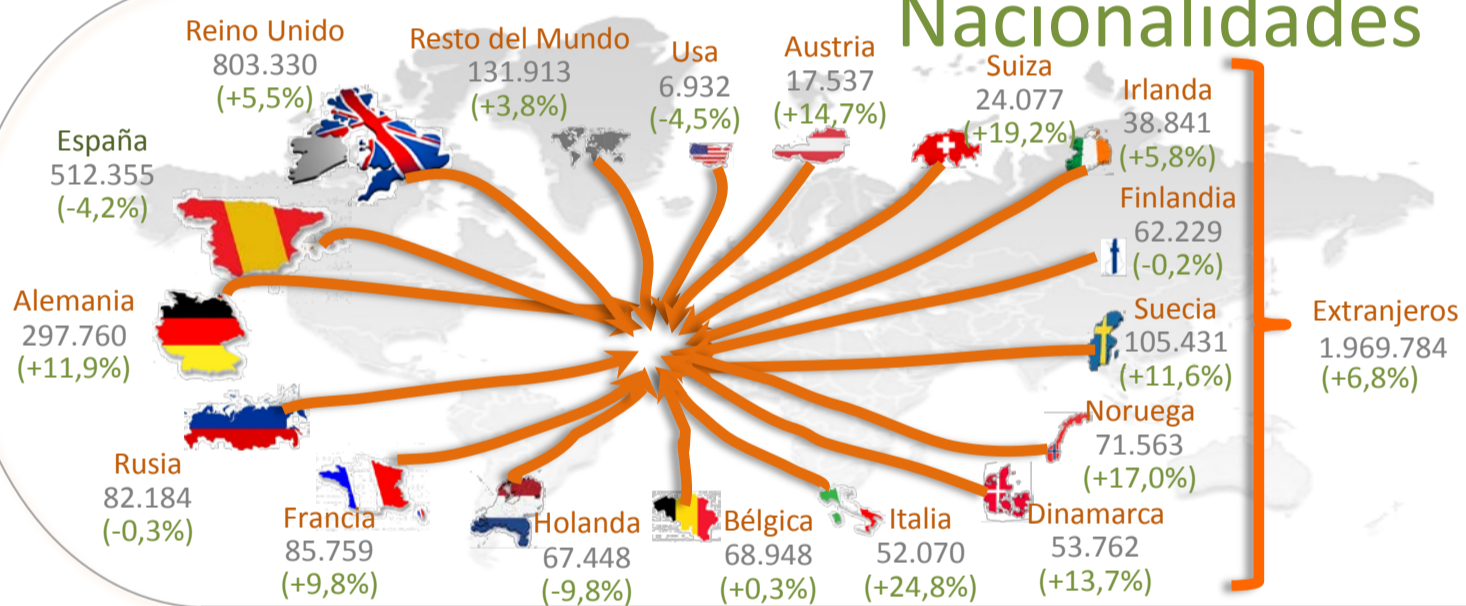 Nacionalidades
Reino Unido
803.330
(+5,5%)
Resto del Mundo
131.913
(+3,8%)
Usa
6.932
(-4,5%)
Austria
17.537
(+14,7%)
Suiza
24.077
(+19,2%)
Irlanda
38.841
(+5,8%)
España
512.355
(-4,2%)
Finlandia
62.229
(-0,2%)
Alemania
297.760
(+11,9%)
Suecia
105.431
(+11,6%)
Extranjeros
1.969.784
(+6,8%)
Noruega
71.563
(+17,0%)
Rusia
82.184
(-0,3%)
Francia
85.759
(+9,8%)
Holanda
67.448
(-9,8%)
Bélgica
68.948
(+0,3%)
Italia
52.070
(+24,8%)
Dinamarca
53.762
(+13,7%)